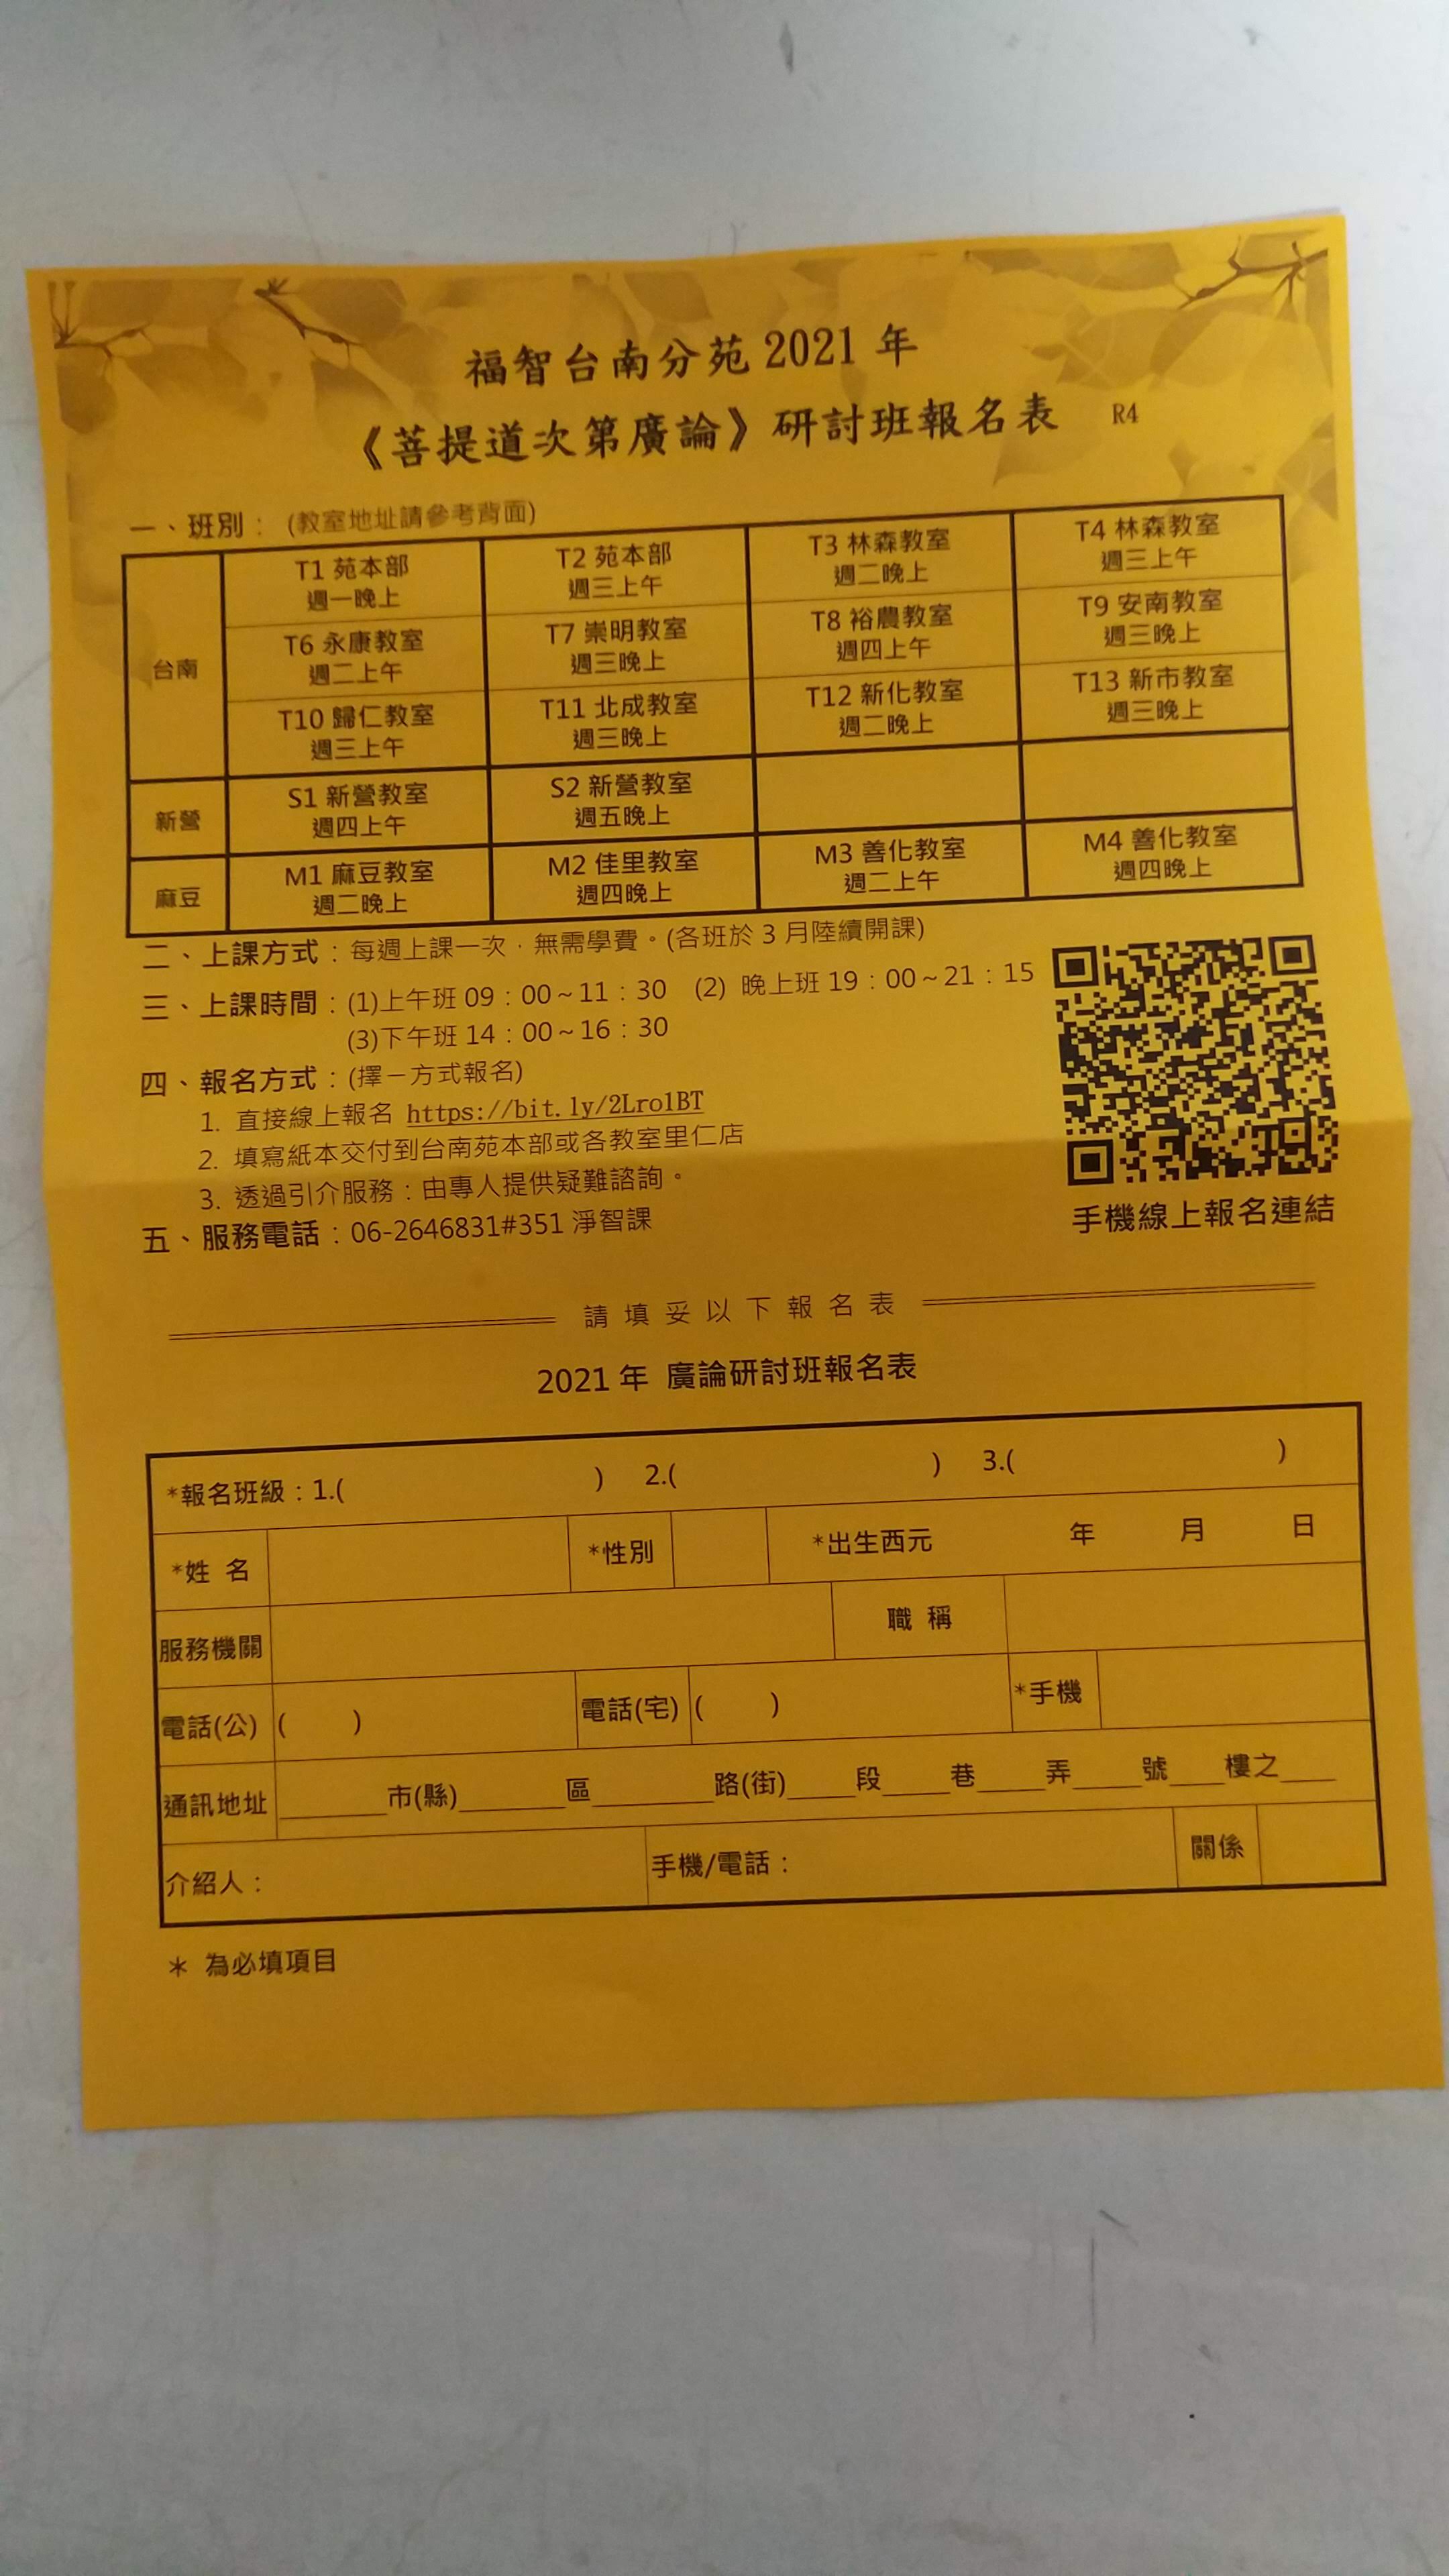 福智台南分苑 2021 年
《菩提道次第廣論》研討班報名表 R4
一、班別：(教室地址請參考背面)
台南
T1 苑本部
週一晚上
T2 苑本部
週三上午
T3 林森教室
週二晚上
T4 林森教室
週三上午
T6 永康教室
週二上午
T7 崇明教室
週三晚上
T8 裕農教室
週四上午
T9 安南教室
週三晚上
T10 歸仁教室
週三上午
T11 北成教室
週三晚上
T12 新化教室
週二晚上
T13 新市教室
週三晚上
新營
S1 新營教室
週四上午
S2 新營教室
週五晚上
麻豆
M1 麻豆教室
週二晚上
M2 佳里教室
週四晚上
M3 善化教室
週二上午
M4 善化教室
週四晚上
二、上課方式：每週上課一次，無需學費。(各班於 3 月陸續開課)
三、上課時間：(1)上午班 09：00~11：30 (2) 晚上班 19：00~21：15
(3)下午班 14：00~16：30
四、報名方式：(擇一方式報名)
1. 直接線上報名 https://bit.ly/2Lro1BT
2. 填寫紙本交付到台南苑本部或各教室里仁店
3. 透過引介服務：由專人提供疑難諮詢。
五、服務電話：06-2646831#351 淨智課
手機線上報名連結
請填妥以下報名表
2021 年 廣論研討班報名表
*報名班級：1.( ) 2.( ) 3.( )
*姓 名 *性別 *出生西元 年 月 日
服務機關 職 稱
電話(公) ( ) 電話(宅) ( ) *手機
通訊地址 ____市(縣)____區____路(街)____段____巷____弄____號____樓之____
介紹人： 手機/電話： 關係
* 為必填項目